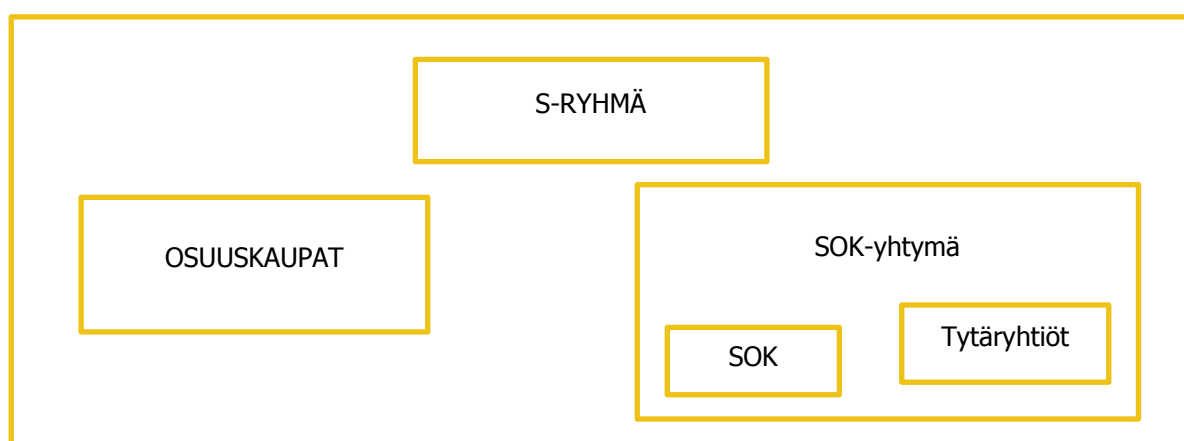 S-RYHMÄ
OSUUSKAUPAT
SOK-yhtymä
SOK
Tytäryhtiöt